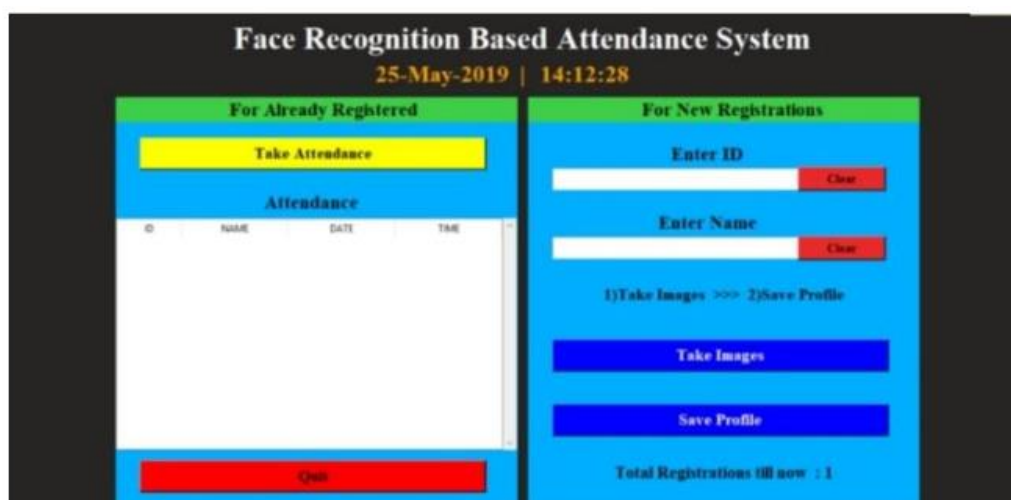 Face Recognition Based Attendance System
25-May-2019 | 14:12:28
For Already Registered
Take Attendance
Attendance
ID NAME DATE TIME
Quit
For New Registrations
Enter ID
Clear
Enter Name
Clear
1)Take Images >>> 2)Save Profile
Take Images
Save Profile
Total Registrations till now : 1